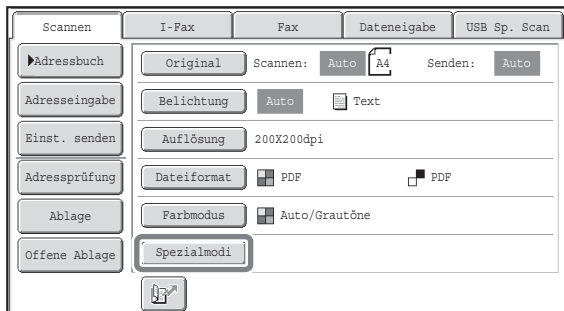 Scannen I-Fax Fax Dateneigabe USB Sp. Scan
Adressbuch Original Scannen: Auto A4 Senden: Auto
Adresseingabe Belichtung Auto Text
Einst. senden Auflösung 200X200dpi
Adressprüfung Dateiformat PDF PDF
Ablage Farbmodus Auto/Grautöne
Offene Ablage Spezialmodi